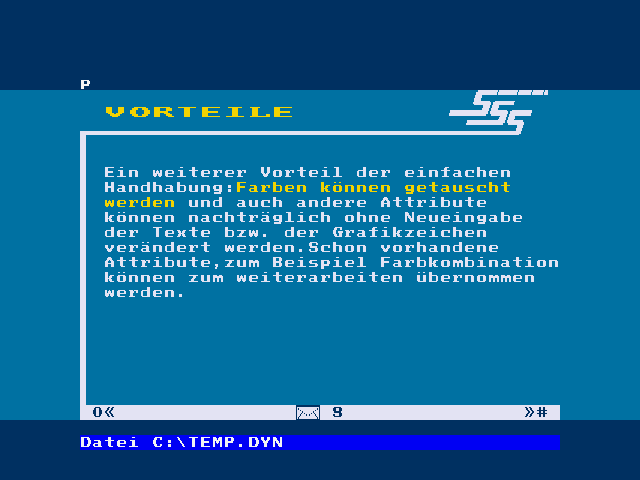 P
VORTEILE
SSS
Ein weiterer Vorteil der einfachen
Handhabung:Farben können getauscht
werden und auch andere Attribute
können nachträglich ohne Neueingabe
der Texte bzw. der Grafikzeichen
verändert werden.Schon vorhandene
Attribute,zum Beispiel Farbkombination
können zum weiterarbeiten übernommen
werden.
0« 9 »#
Datei C:\TEMP.DYN